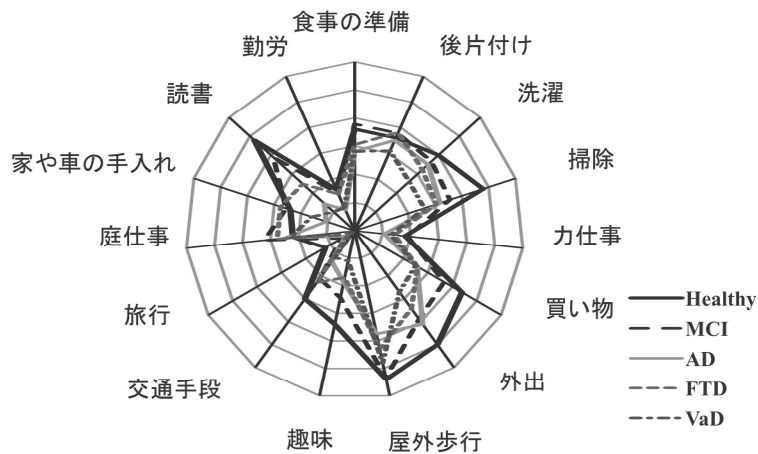 食事の準備
後片付け
洗濯
掃除
力仕事
買い物
外出
屋外歩行
趣味
交通手段
旅行
庭仕事
家や車の手入れ
読書
勤労
Healthy
MCI
AD
FTD
VaD